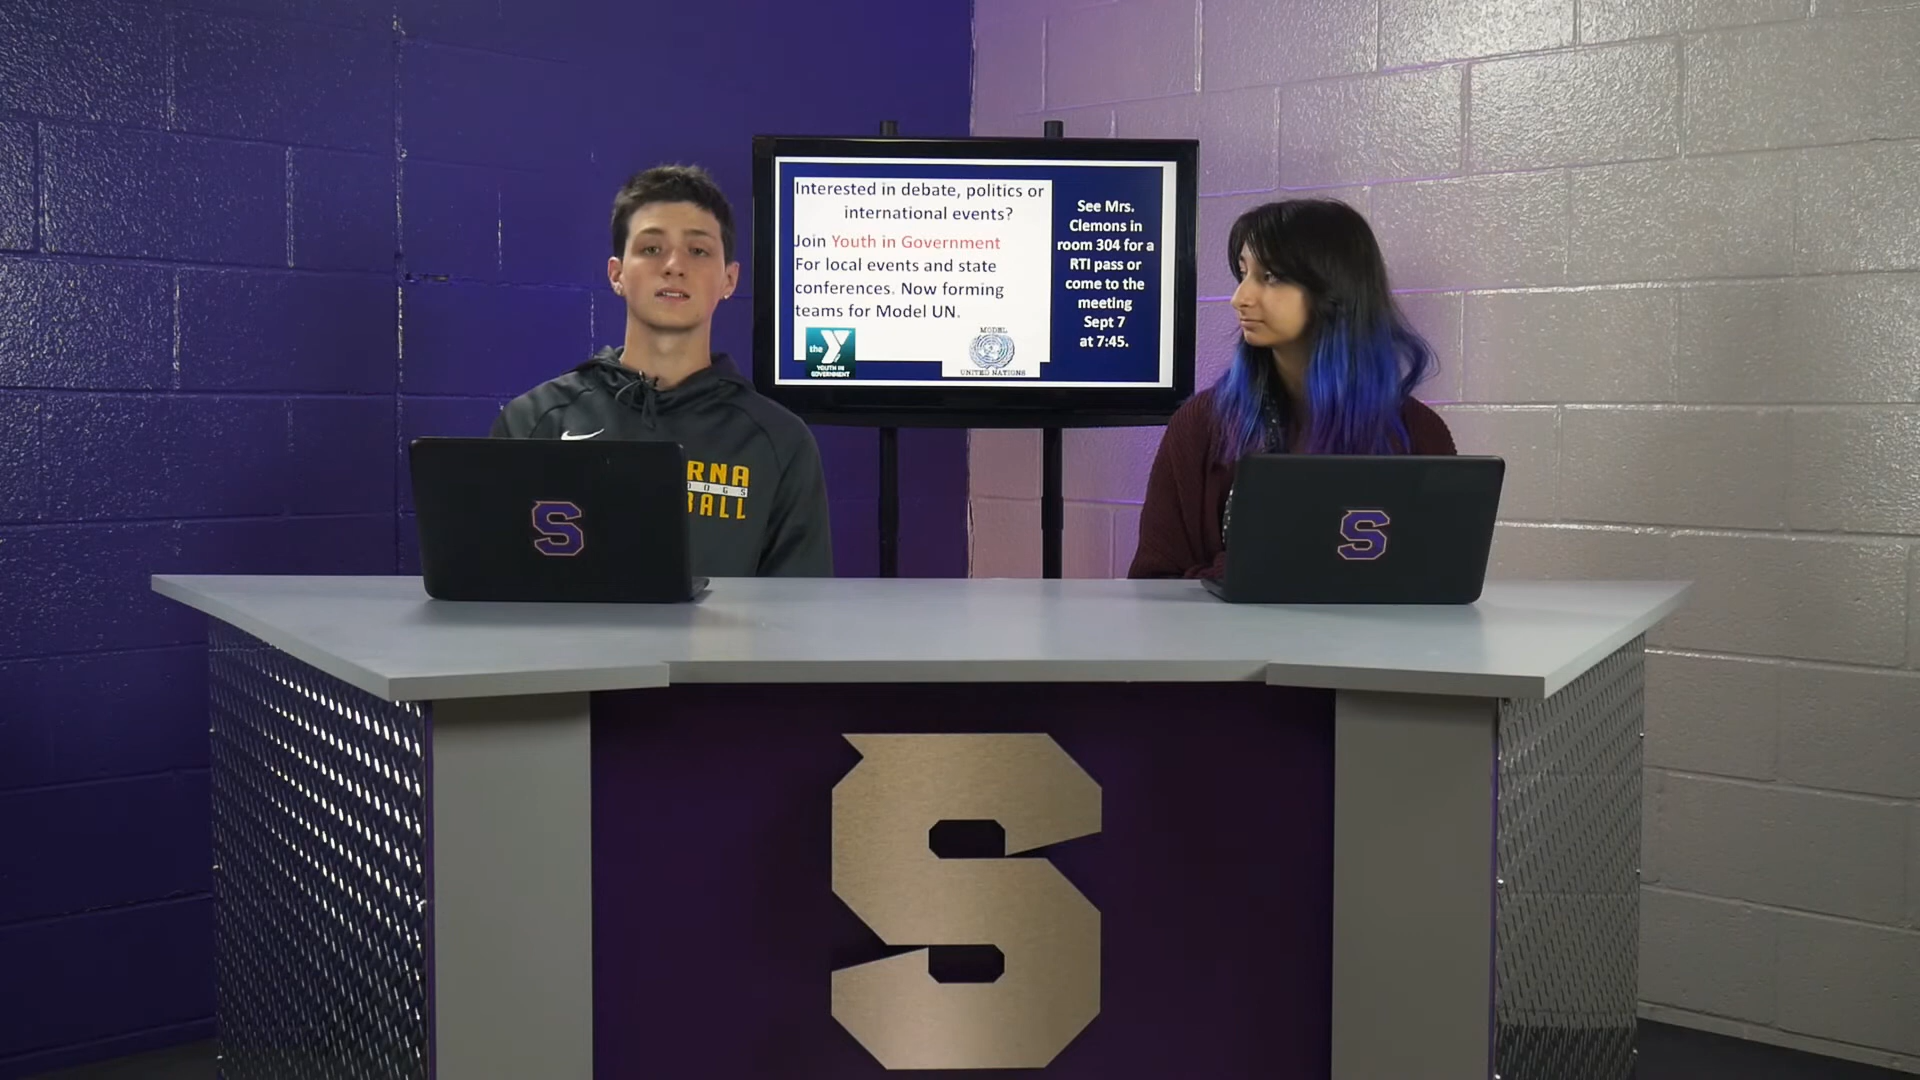 Interested in debate, politics or
international events?
Join Youth in Government
For local events and state
conferences. Now forming
teams for Model UN.
the Y
YOUTH IN
GOVERNMENT
MODEL
UNITED NATIONS
See Mrs.
Clemons in
room 304 for a
RTI pass or
come to the
meeting
Sept 7
at 7:45.
RNA
DOGS
BALL
S
S
S